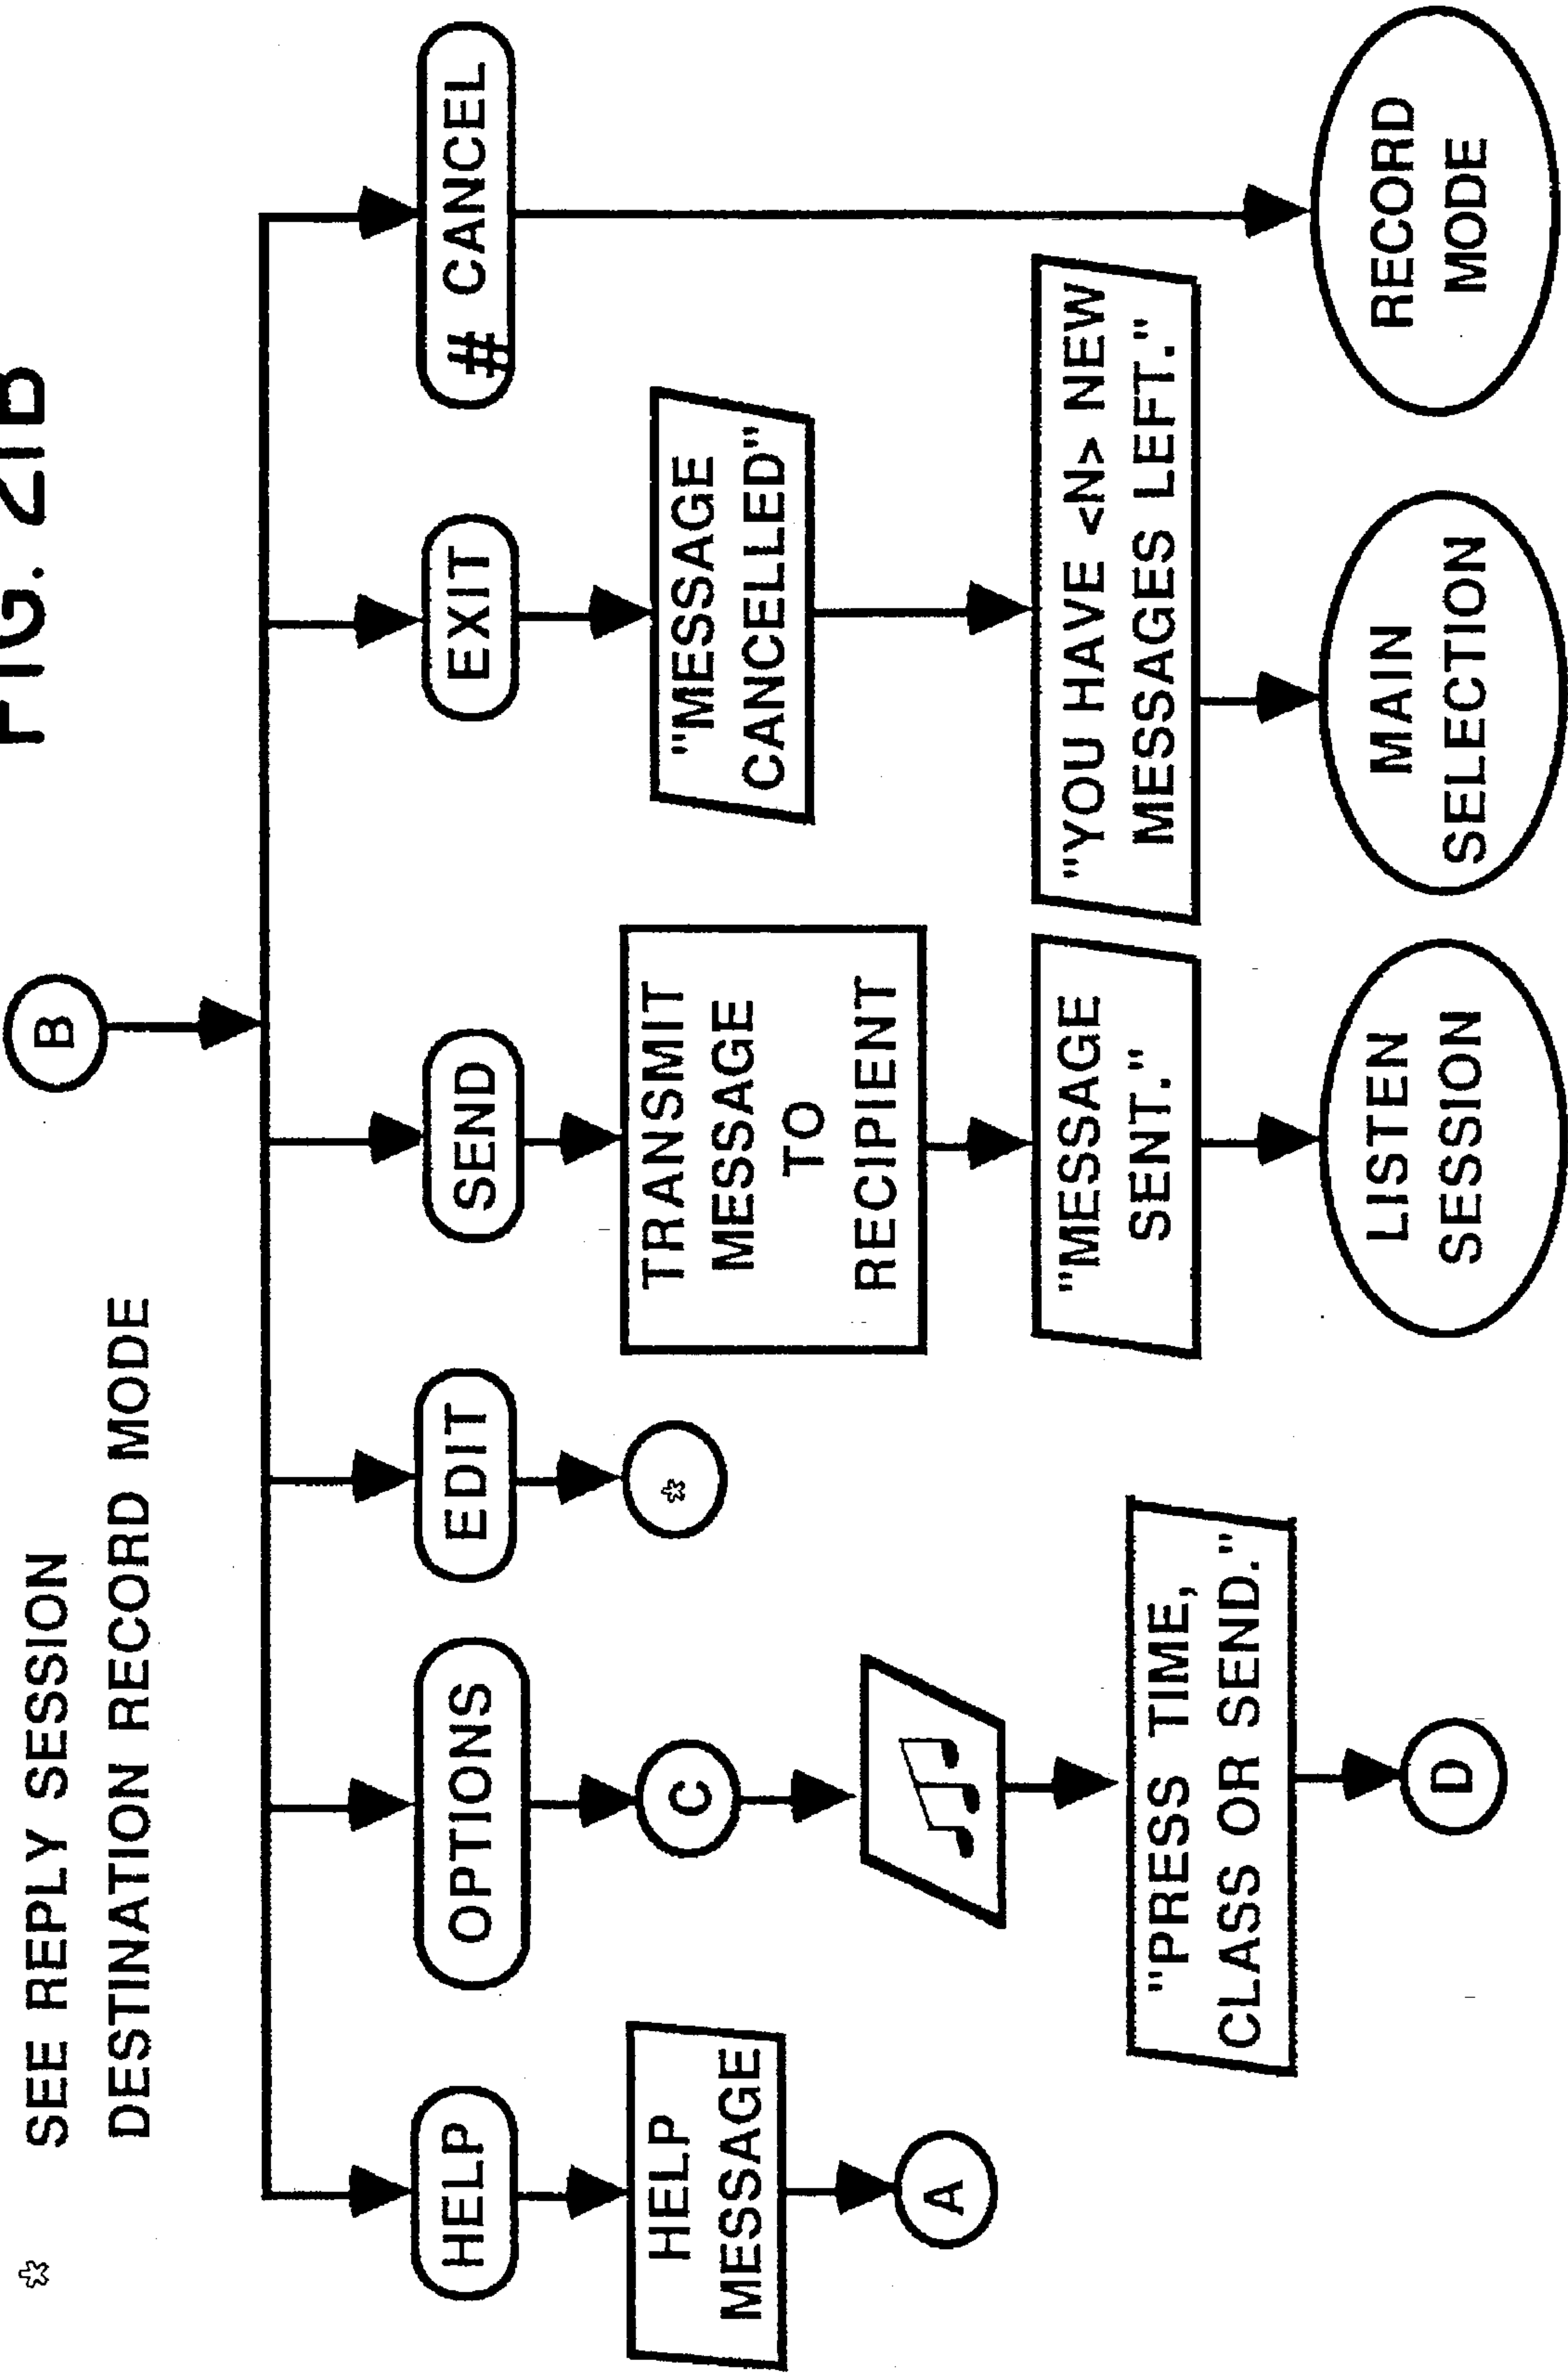 FIG. 21B
* SEE REPLY SESSION
DESTINATION RECORD MODE
B
HELP
OPTIONS
EDIT
SEND
EXIT
# CANCEL
HELP
MESSAGE
A
C
"PRESS TIME,
CLASS OR SEND."
D
*
TRANSMIT
MESSAGE
TO
RECIPIENT
"MESSAGE
SENT."
LISTEN
SESSION
"MESSAGE
CANCELLED"
"YOU HAVE <N> NEW
MESSAGES LEFT."
MAIN
SELECTION
RECORD
MODE